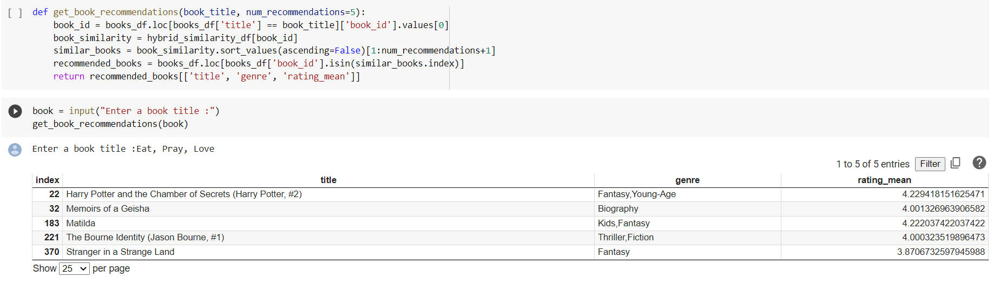 [ ] def get_book_recommendations(book_title, num_recommendations=5):
book_id = books_df.loc[books_df['title'] == book_title]['book_id'].values[0]
book_similarity = hybrid_similarity_df[book_id]
similar_books = book_similarity.sort_values(ascending=False)[1:num_recommendations+1]
recommended_books = books_df.loc[books_df['book_id'].isin(similar_books.index)]
return recommended_books[['title', 'genre', 'rating_mean']]
book = input("Enter a book title :")
get_book_recommendations(book)
Enter a book title :Eat, Pray, Love
1 to 5 of 5 entries Filter ?
index title genre rating_mean
22 Harry Potter and the Chamber of Secrets (Harry Potter, #2) Fantasy,Young-Age 4.229418151625471
32 Memoirs of a Geisha Biography 4.001326963906582
183 Matilda Kids,Fantasy 4.222037422037422
221 The Bourne Identity (Jason Bourne, #1) Thriller,Fiction 4.000323519896473
370 Stranger in a Strange Land Fantasy 3.8706732597945988
Show 25 per page